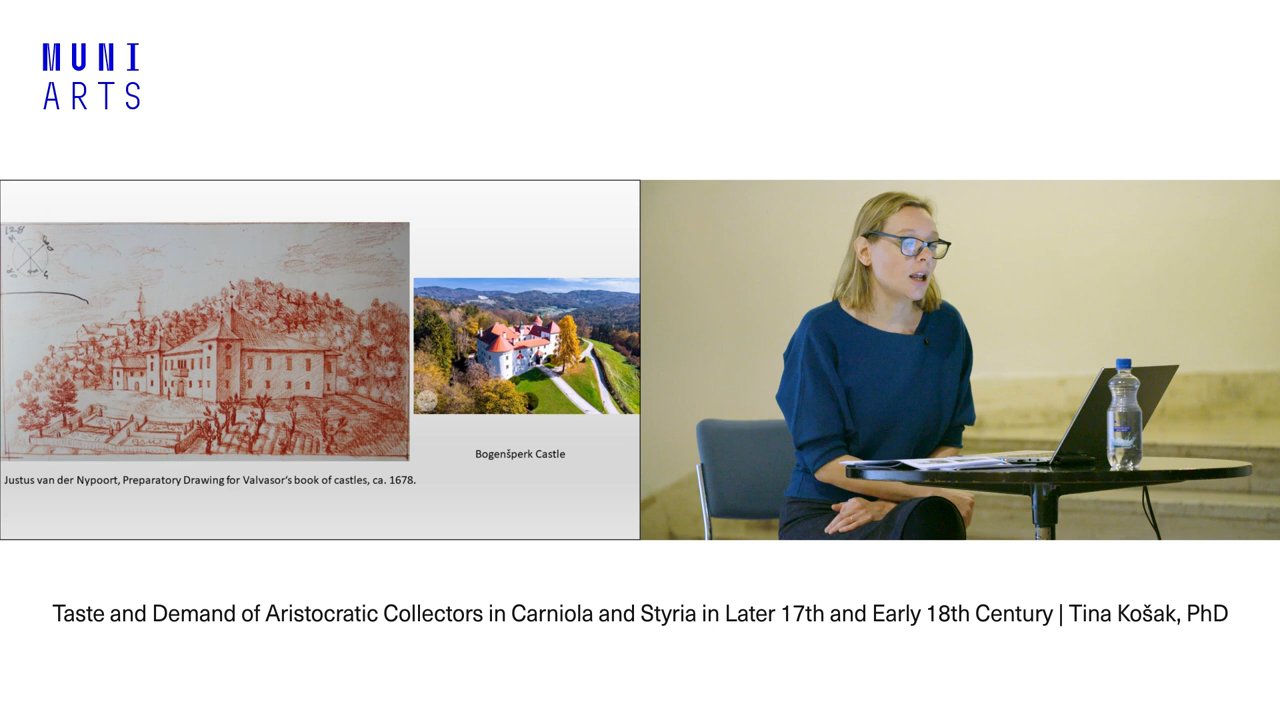 MUNI
ARTS
128
Bogenšperk Castle
Justus van der Nypoort, Preparatory Drawing for Valvasor's book of castles, ca. 1678.
Taste and Demand of Aristocratic Collectors in Carniola and Styria in Later 17th and Early 18th Century | Tina Košak, PhD